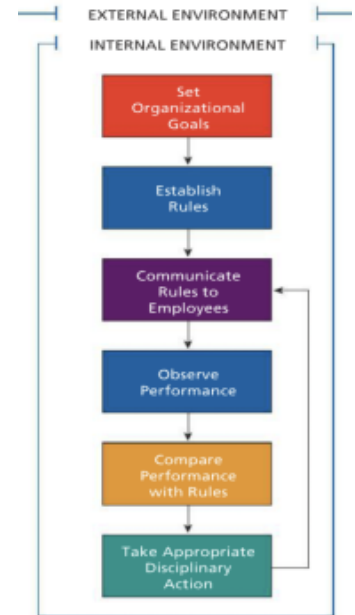 EXTERNAL ENVIRONMENT
INTERNAL ENVIRONMENT
Set
Organizational
Goals
Establish
Rules
Communicate
Rules to
Employees
Observe
Performance
Compare
Performance
with Rules
Take Appropriate
Disciplinary
Action